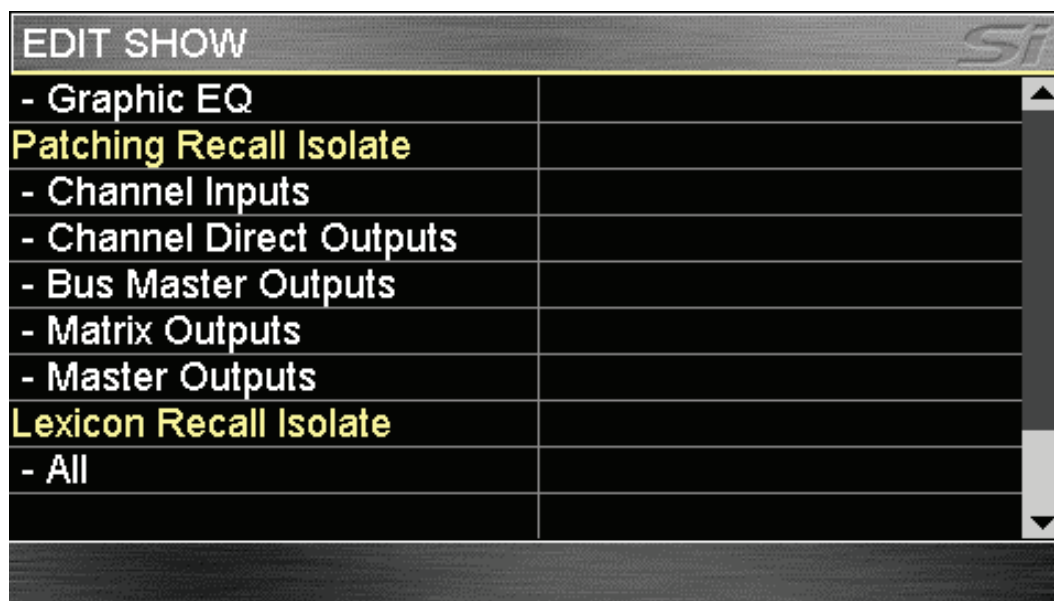 EDIT SHOW
Si
- Graphic EQ
Patching Recall Isolate
- Channel Inputs
- Channel Direct Outputs
- Bus Master Outputs
- Matrix Outputs
- Master Outputs
Lexicon Recall Isolate
- All